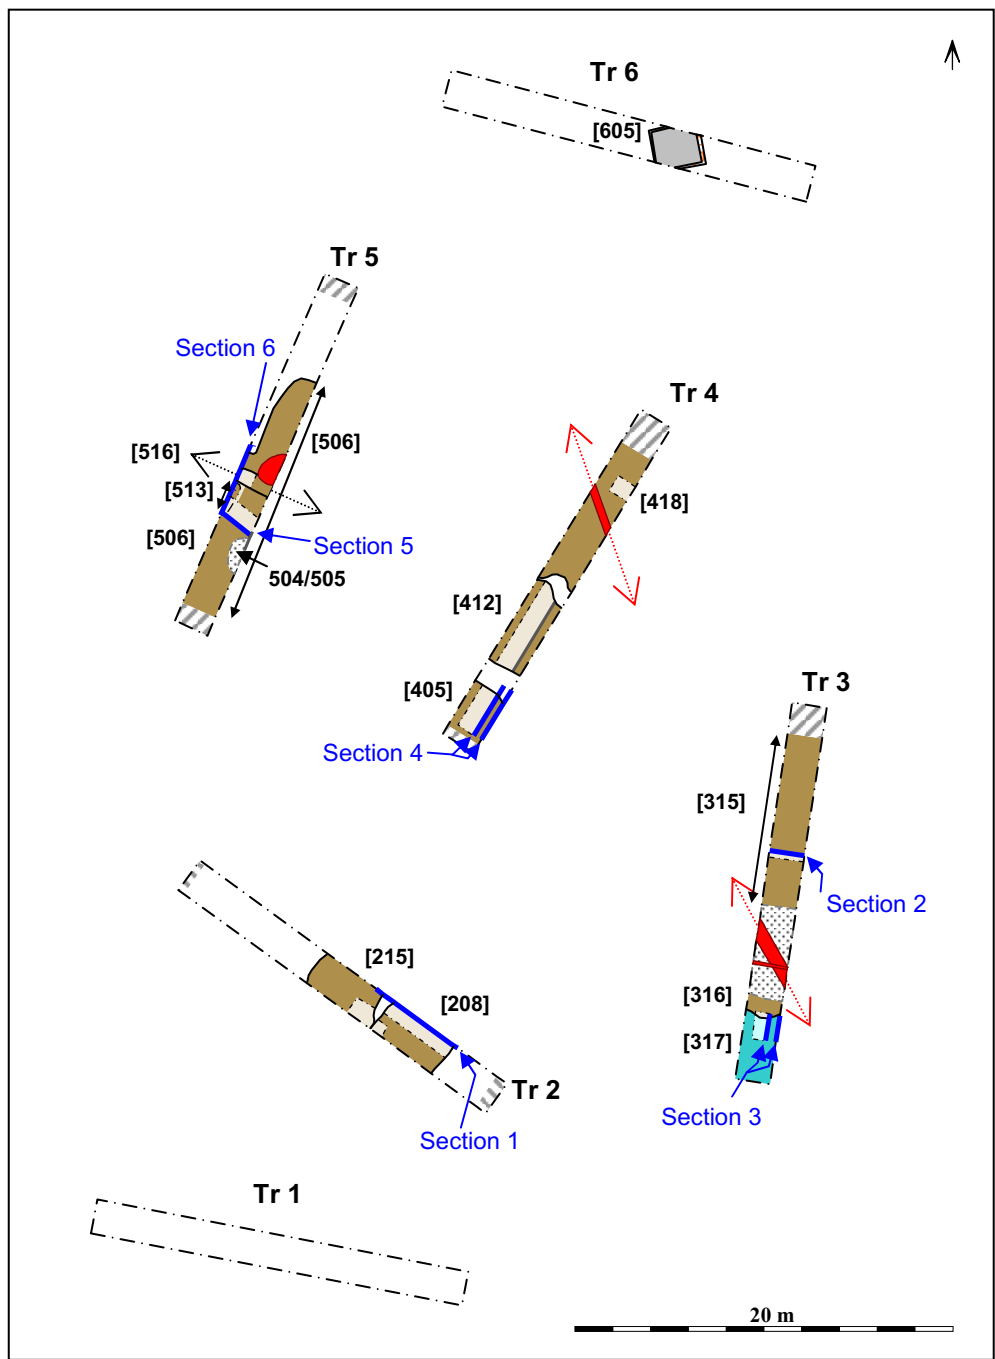 Tr 6
[605]
Tr 5
Section 6
Tr 4
[506]
[516]
[418]
[513]
[506]
Section 5
504/505
[412]
Tr 3
[405]
Section 4
[315]
Section 2
[215]
[316]
[208]
[317]
Tr 2
Section 3
Section 1
Tr 1
20 m